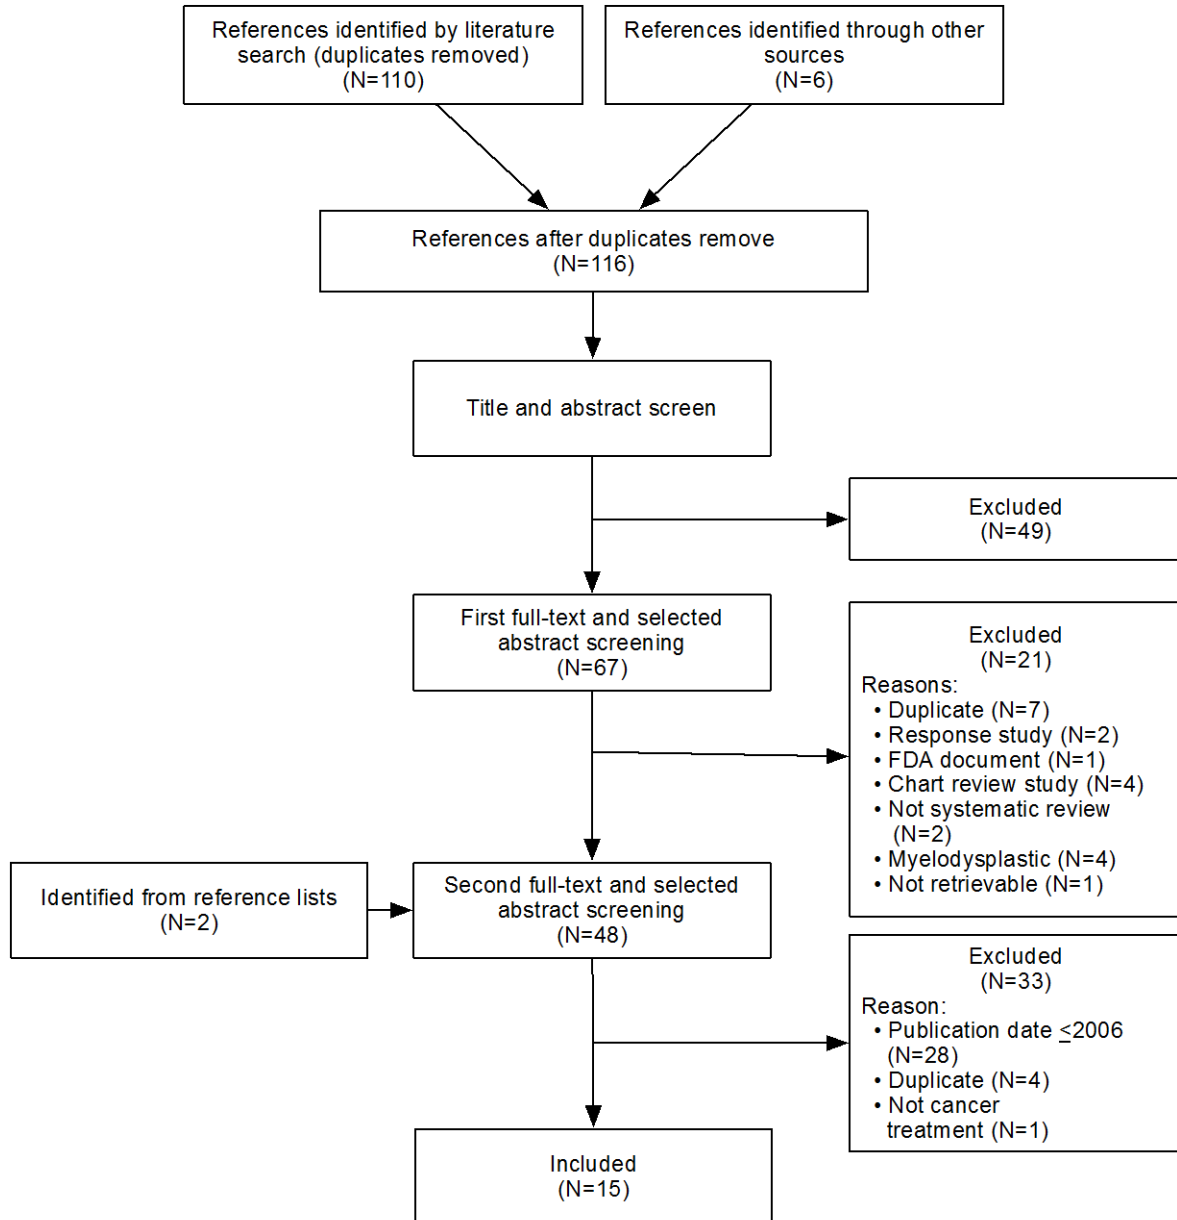 References identified by literature
search (duplicates removed)
(N=110)
References identified through other
sources
(N=6)
References after duplicates remove
(N=116)
Title and abstract screen
Excluded
(N=49)
First full-text and selected
abstract screening
(N=67)
Excluded
(N=21)
Reasons:
• Duplicate (N=7)
• Response study (N=2)
• FDA document (N=1)
• Chart review study (N=4)
• Not systematic review
(N=2)
• Myelodysplastic (N=4)
• Not retrievable (N=1)
Identified from reference lists
(N=2)
Second full-text and selected
abstract screening
(N=48)
Excluded
(N=33)
Reason:
• Publication date ≤2006
(N=28)
• Duplicate (N=4)
• Not cancer
treatment (N=1)
Included
(N=15)